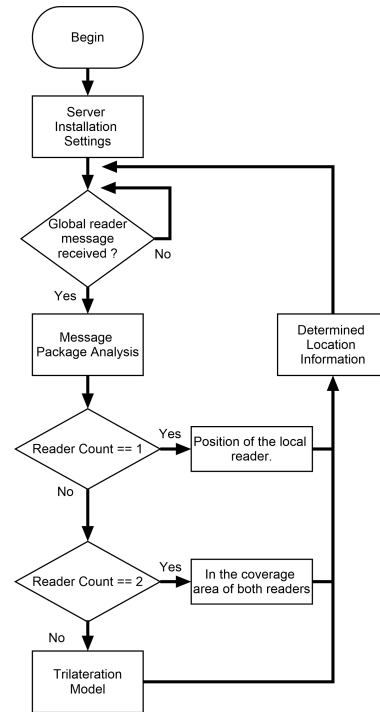 Begin
Server
Installation
Settings
Global reader
message
received ?
No
Yes
Message
Package Analysis
Determined
Location
Information
Reader Count == 1
Yes
Position of the local
reader.
No
Reader Count == 2
Yes
In the coverage
area of both readers
No
Trilateration
Model